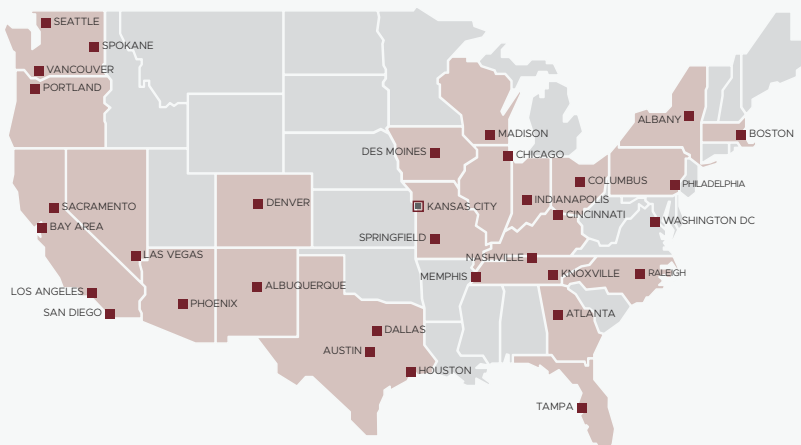 SEATTLE
SPOKANE
VANCOUVER
PORTLAND
ALBANY
BOSTON
MADISON
DES MOINES
CHICAGO
COLUMBUS
PHILADELPHIA
INDIANAPOLIS
DENVER
SACRAMENTO
KANSAS CITY
CINCINNATI
WASHINGTON DC
BAY AREA
SPRINGFIELD
LAS VEGAS
NASHVILLE
MEMPHIS
KNOXVILLE
RALEIGH
ALBUQUERQUE
LOS ANGELES
PHOENIX
SAN DIEGO
ATLANTA
DALLAS
AUSTIN
HOUSTON
TAMPA